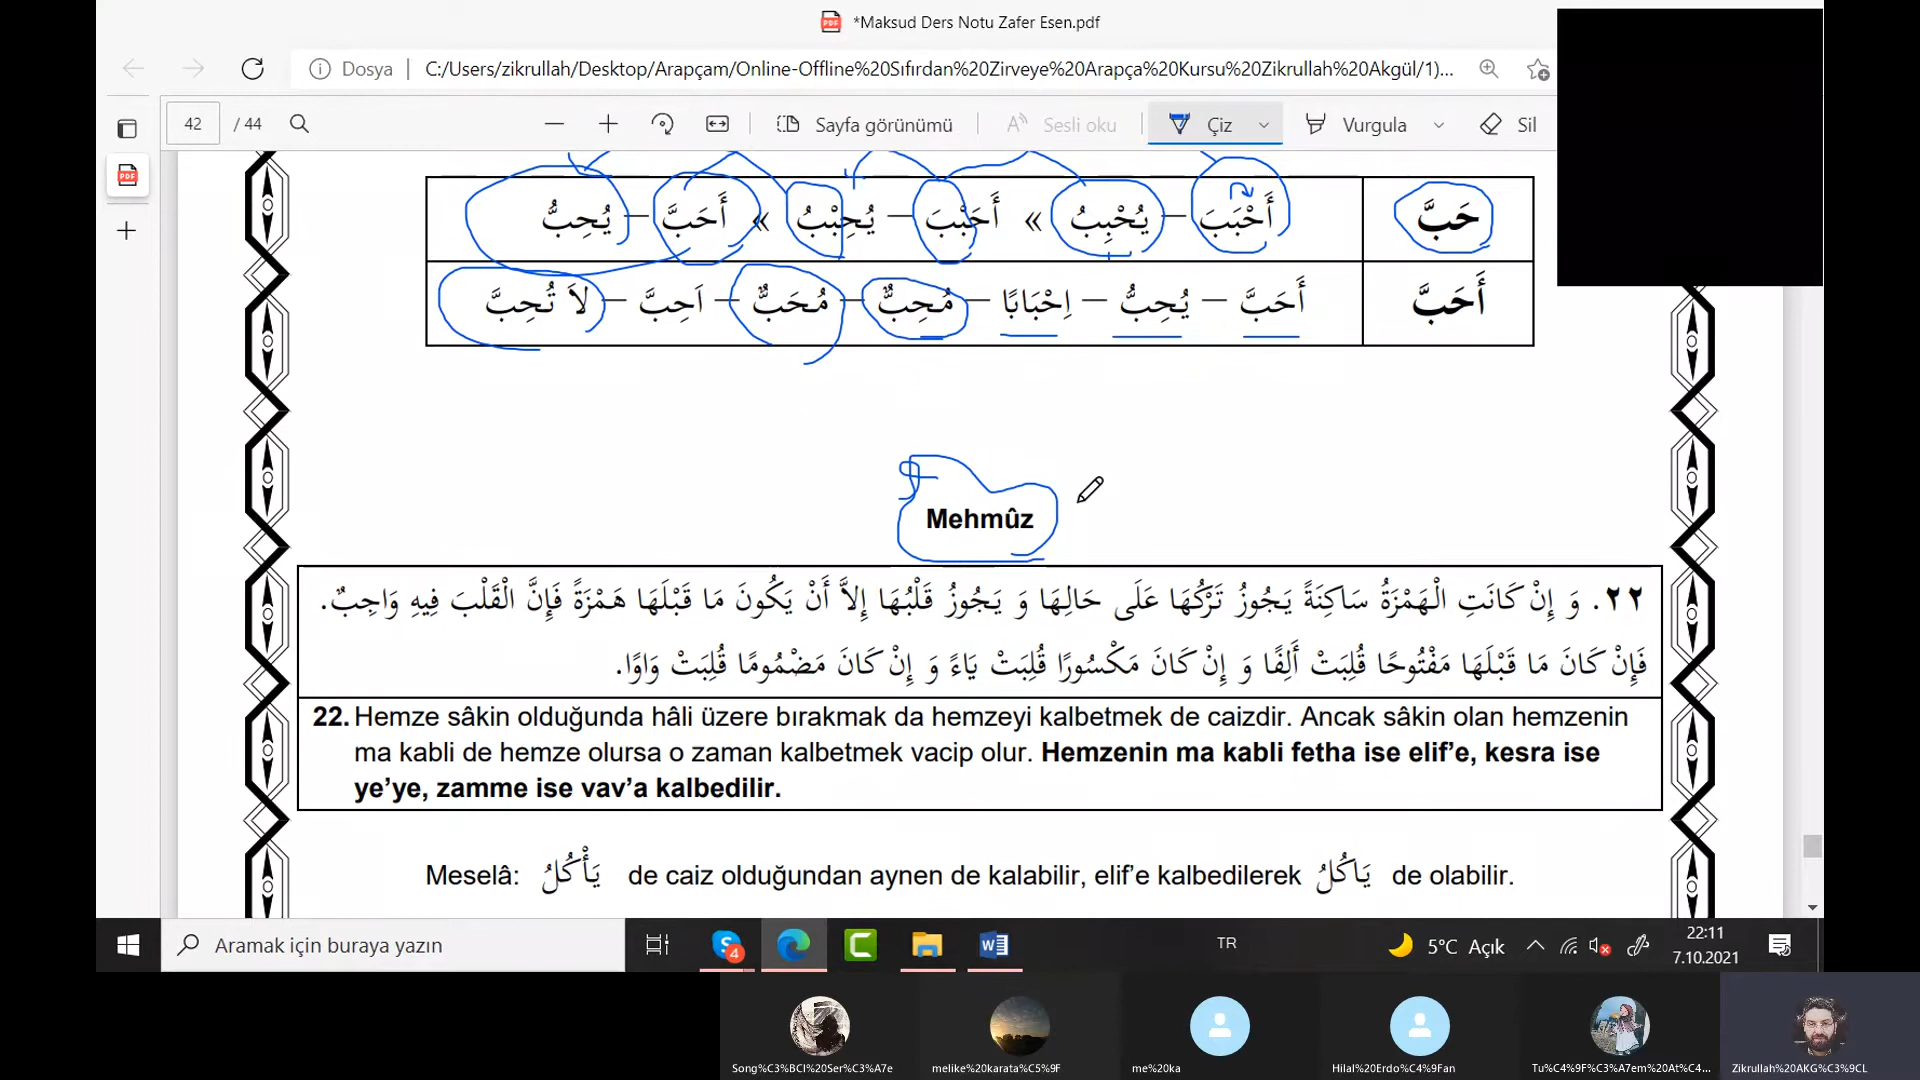 *Maksud Ders Notu Zafer Esen.pdf
Dosya | C:/Users/zikrullah/Desktop/Arapçam/Online-Offline%20Sıfırdan%20Zirveye%20Arapça%20Kursu%20Zikrullah%20Akgül/1)...
42 / 44 Sayfa görünümü Sesli oku Çiz Vurgula Sil
حَبَّ أَحْبَبَ – يُحْبِبُ » أَحَبْبَ – يُحِبْبُ » أَحَبَّ – يُحِبُّ
أَحَبَّ أَحَبَّ – يُحِبُّ – اِحْبَابًا – مُحِبٌّ – مُحَبٌّ – اَحِبَّ – لاَ تُحِبَّ
Mehmûz
٢٢. وَ إِنْ كَانَتِ الْهَمْزَةُ سَاكِنَةً يَجُوزُ تَرْكُهَا عَلَى حَالِهَا وَ يَجُوزُ قَلْبُهَا إِلاَّ أَنْ يَكُونَ مَا قَبْلَهَا هَمْزَةً فَإِنَّ الْقَلْبَ فِيهِ وَاجِبٌ.
فَإِنْ كَانَ مَا قَبْلَهَا مَفْتُوحًا قُلِبَتْ أَلِفًا وَ إِنْ كَانَ مَكْسُورًا قُلِبَتْ يَاءً وَ إِنْ كَانَ مَضْمُومًا قُلِبَتْ وَاوًا.
22. Hemze sâkin olduğunda hâli üzere bırakmak da hemzeyi kalbetmek de caizdir. Ancak sâkin olan hemzenin
ma kabli de hemze olursa o zaman kalbetmek vacip olur. Hemzenin ma kabli fetha ise elif’e, kesra ise
ye’ye, zamme ise vav’a kalbedilir.
Meselâ: يَأْكُلُ de caiz olduğundan aynen de kalabilir, elif’e kalbedilerek يَاكُلُ de olabilir.
Aramak için buraya yazın
4
TR
5°C Açık
22:11
7.10.2021
Song%C3%BCl%20Ser%C3%A7e
melike%20karata%C5%9F
me%20ka
Hilal%20Erdo%C4%9Fan
Tu%C4%9F%C3%A7em%20At%C4...
Zikrullah%20AKG%C3%9CL